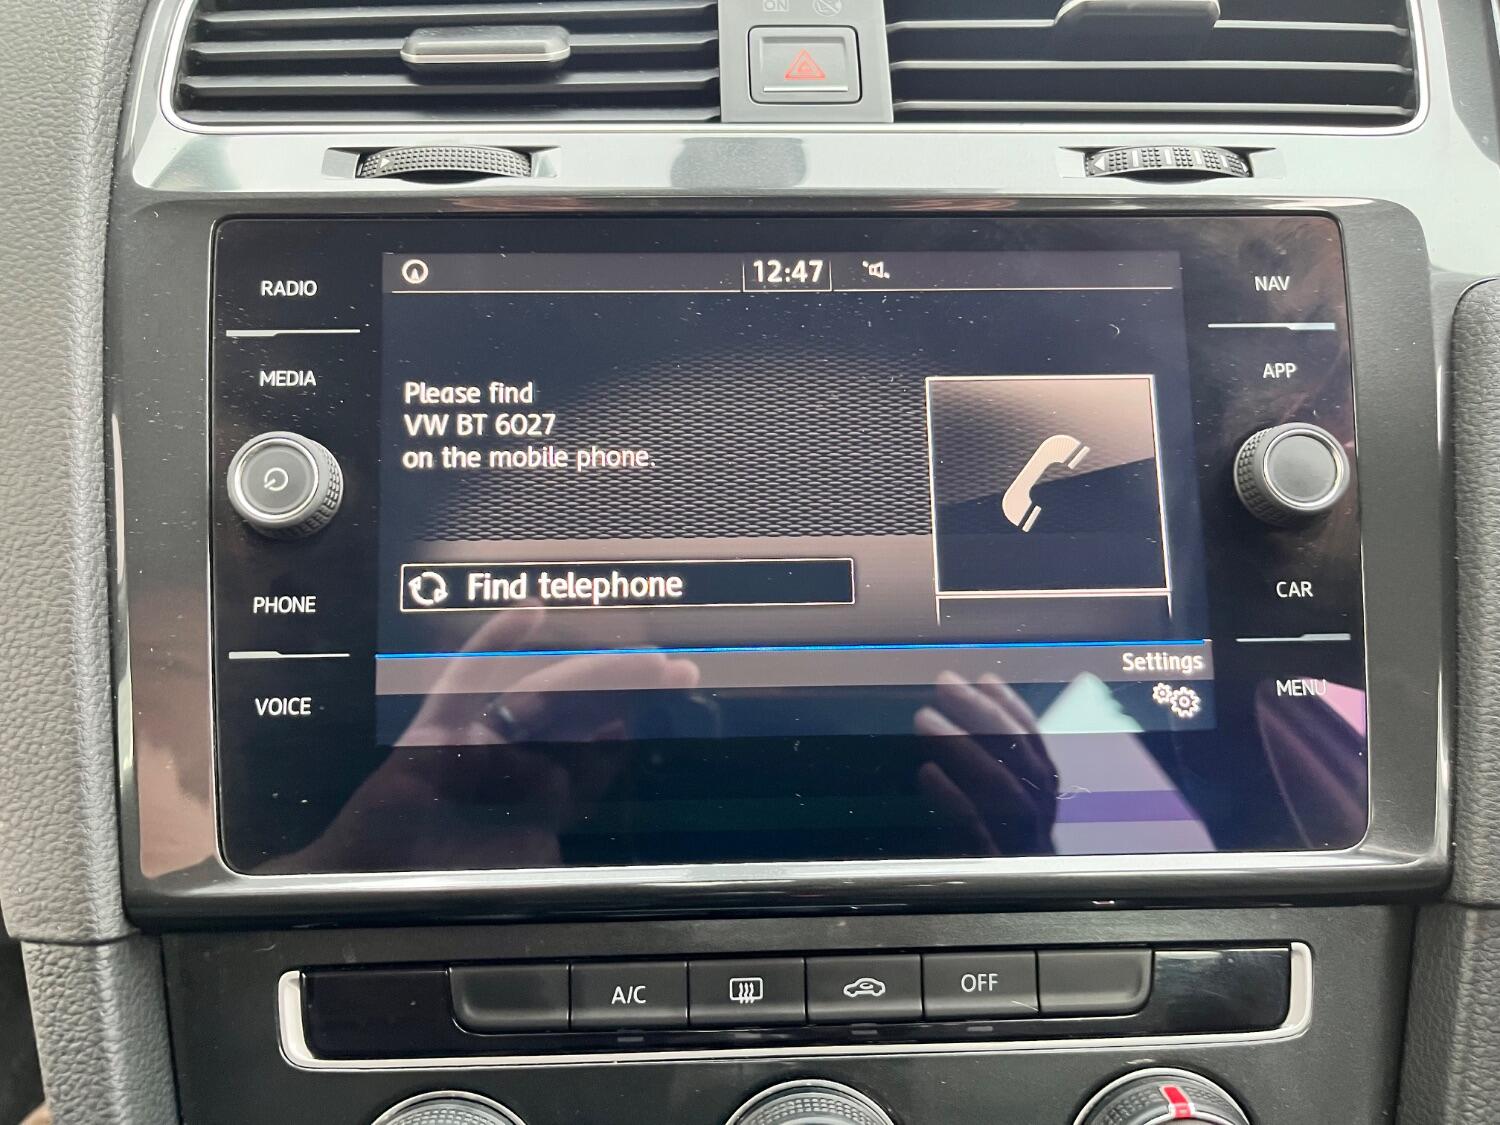 ON
RADIO
MEDIA
PHONE
VOICE
12:47
Please find
VW BT 6027
on the mobile phone.
Find telephone
Settings
NAV
APP
CAR
MENU
A/C
OFF